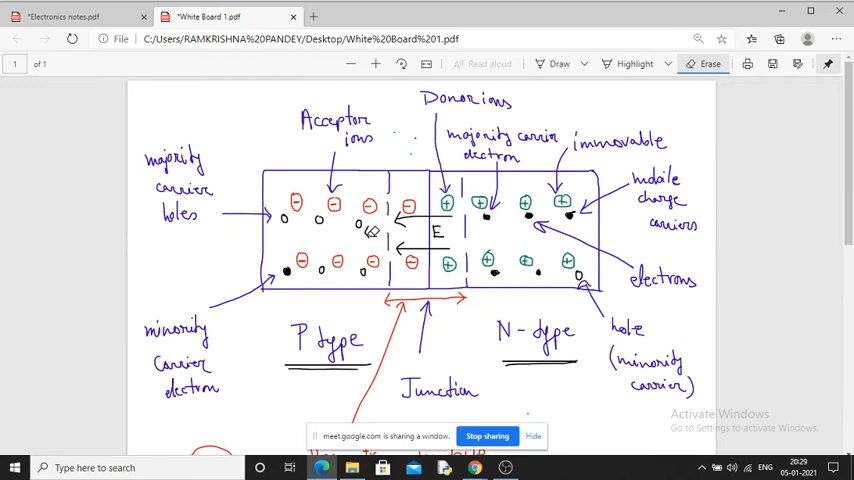 *Electronics notes.pdf
*White Board 1.pdf
File
C:/Users/RAMKRISHNA%20PANDEY/Desktop/White%20Board%201.pdf
1 of 1
Read aloud
Draw
Highlight
Erase
Donor ions
Acceptor
ions
majority carrier
electron
immovable
majority
carrier
holes
mobile
charge
carriers
E
electrons
minority
carrier
electron
P type
N-type
hole
(minority
carrier)
Junction
Activate Windows
Go to Settings to activate Windows.
meet.google.com is sharing a window.
Stop sharing
Hide
Type here to search
ENG
20:29
05-01-2021